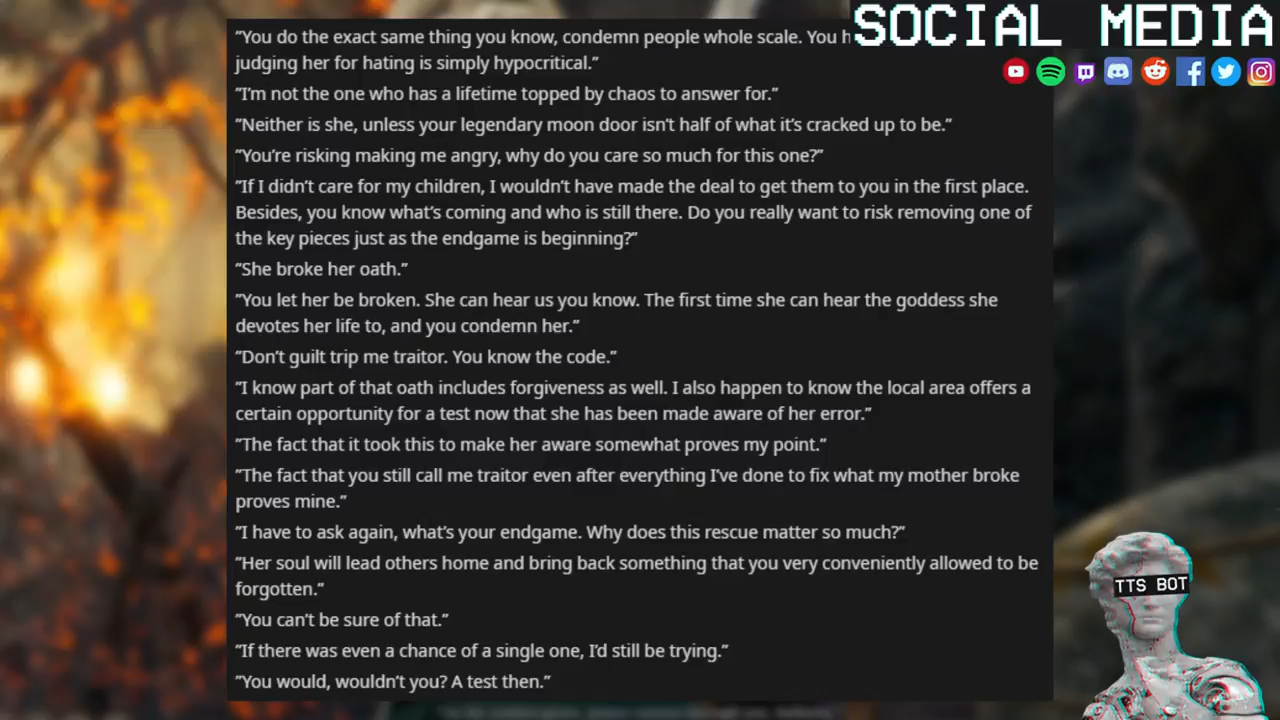 SOCIAL MEDIA
"You do the exact same thing you know, condemn people whole scale. You h
judging her for hating is simply hypocritical."
"I'm not the one who has a lifetime topped by chaos to answer for."
"Neither is she, unless your legendary moon door isn't half of what it's cracked up to be."
"You're risking making me angry, why do you care so much for this one?"
"If I didn't care for my children, I wouldn't have made the deal to get them to you in the first place.
Besides, you know what's coming and who is still there. Do you really want to risk removing one of
the key pieces just as the endgame is beginning?"
"She broke her oath."
"You let her be broken. She can hear us you know. The first time she can hear the goddess she
devotes her life to, and you condemn her."
"Don't guilt trip me traitor. You know the code."
"I know part of that oath includes forgiveness as well. I also happen to know the local area offers a
certain opportunity for a test now that she has been made aware of her error."
"The fact that it took this to make her aware somewhat proves my point."
"The fact that you still call me traitor even after everything I've done to fix what my mother broke
proves mine."
"I have to ask again, what's your endgame. Why does this rescue matter so much?"
"Her soul will lead others home and bring back something that you very conveniently allowed to be
forgotten."
"You can't be sure of that."
"If there was even a chance of a single one, I'd still be trying."
"You would, wouldn't you? A test then."
TTS BOT